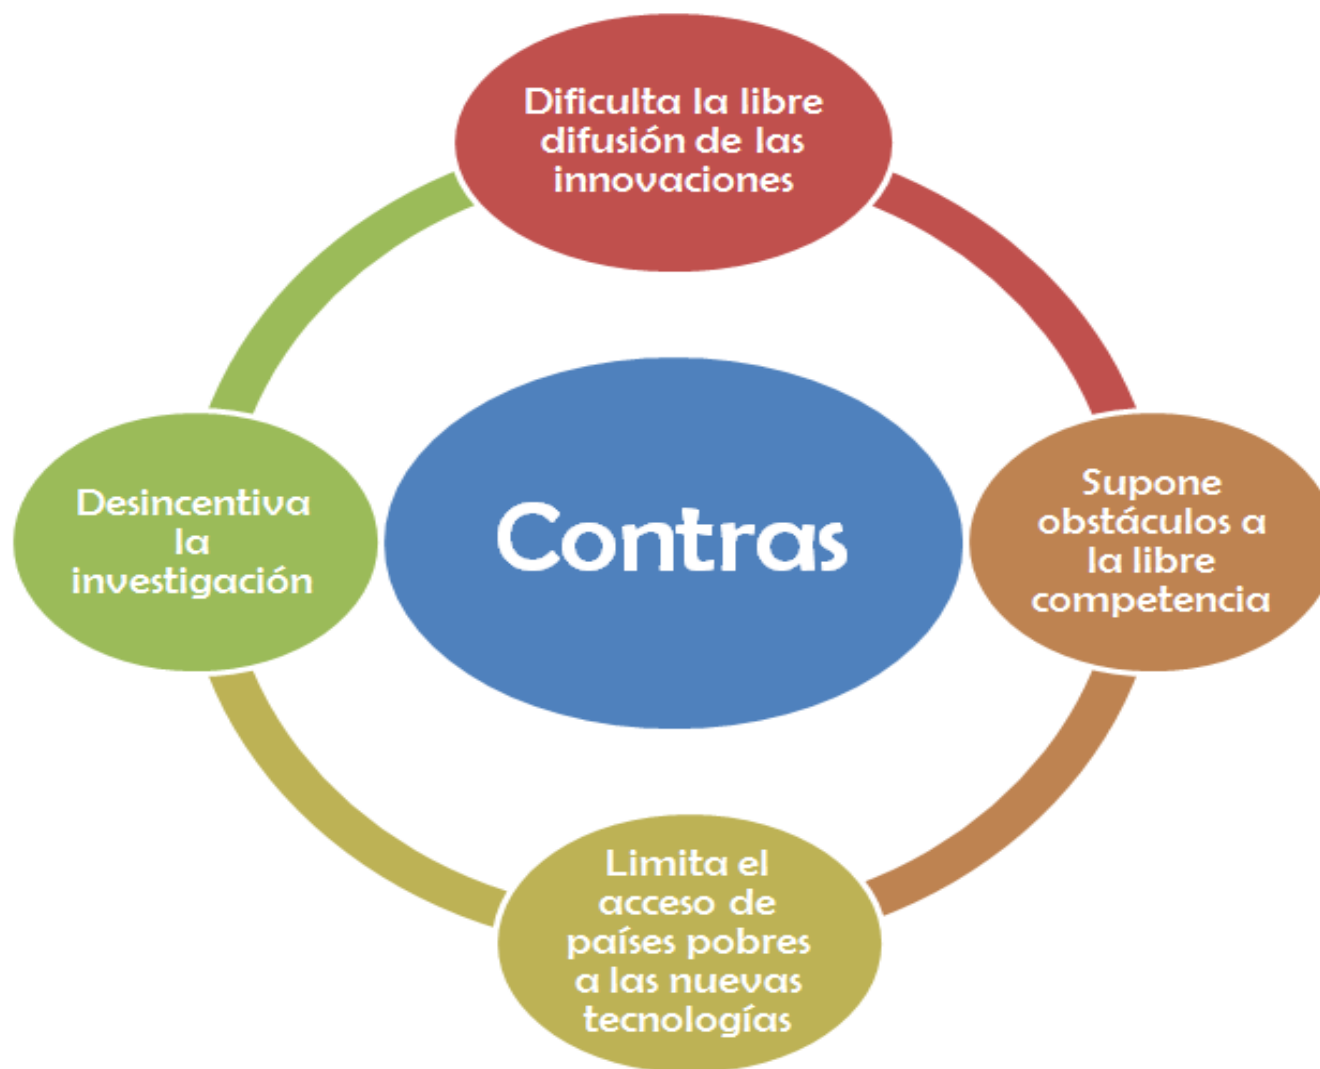 Dificulta la libre
difusión de las
innovaciones
Desincentiva
la
investigación
Contras
Supone
obstáculos a
la libre
competencia
Limita el
acceso de
países pobres
a las nuevas
tecnologías